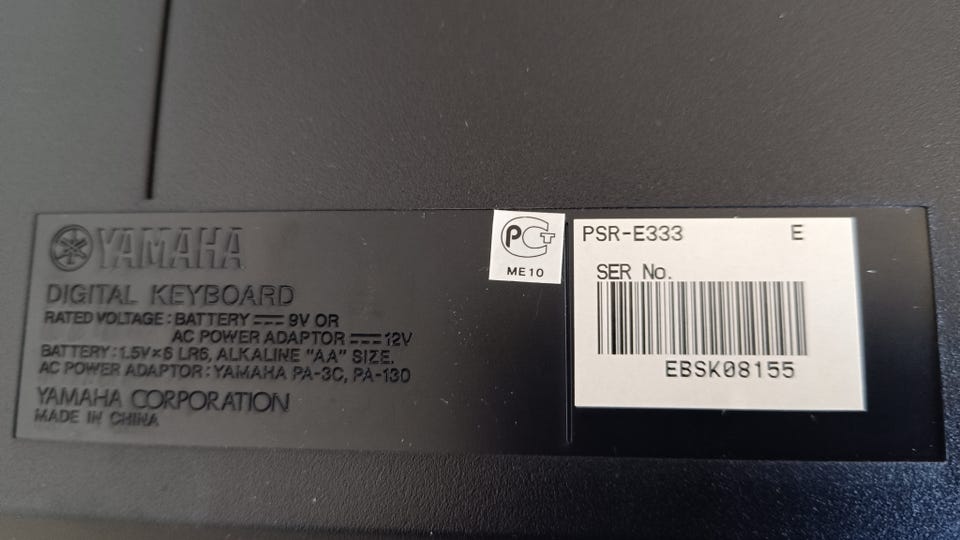 YAMAHA
DIGITAL KEYBOARD
RATED VOLTAGE : BATTERY ⎓ 9V OR
AC POWER ADAPTOR ⎓ 12V
BATTERY : 1.5V×6 LR6, ALKALINE "AA" SIZE.
AC POWER ADAPTOR : YAMAHA PA-3C, PA-130
YAMAHA CORPORATION
MADE IN CHINA
PCT
ME10
PSR-E333 E
SER No.
EBSK08155